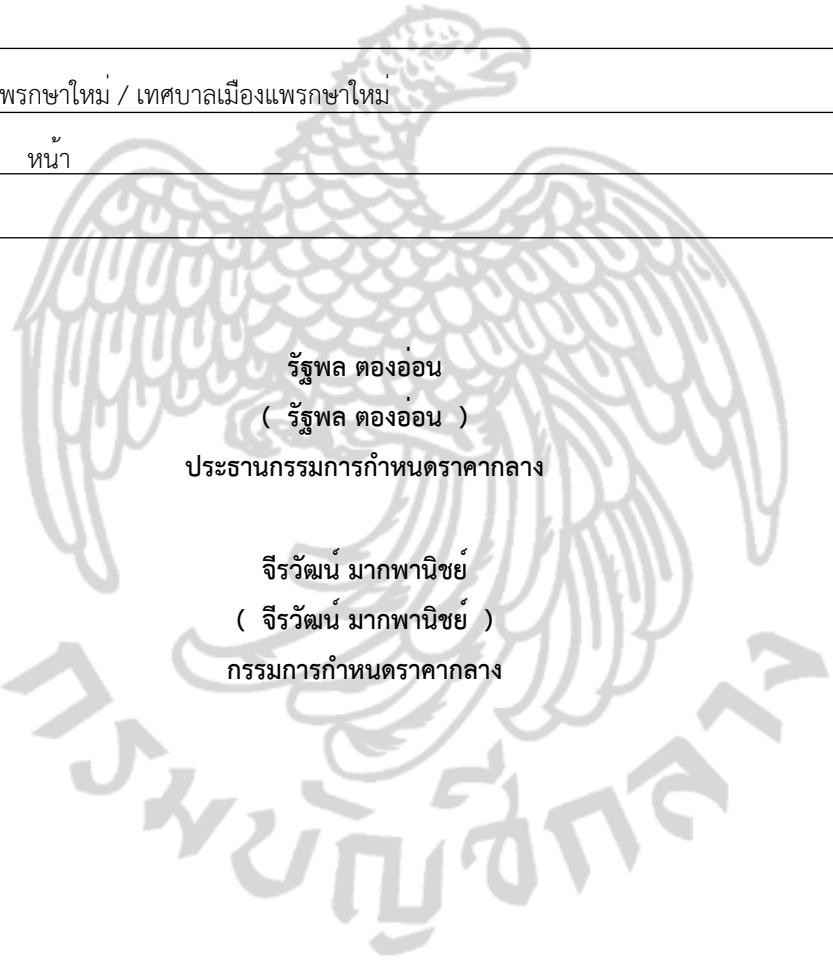 พรกษาใหม่ / เทศบาลเมืองแพรกษาใหม่
หน้า
รัฐพล ตองอ่อน
( รัฐพล ตองอ่อน )
ประธานกรรมการกำหนดราคากลาง
จีรวัฒน์ มากพานิชย์
( จีรวัฒน์ มากพานิชย์ )
กรรมการกำหนดราคากลาง
กรมบัญชีกลาง